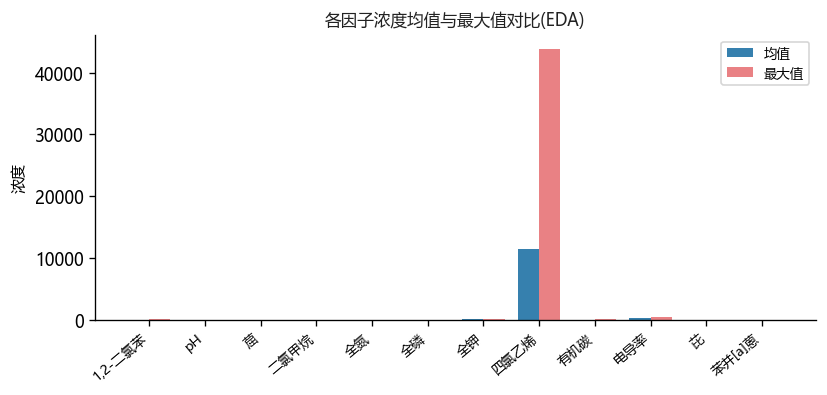 各因子浓度均值与最大值对比(EDA)
均值
最大值
浓度
40000
30000
20000
10000
0
1,2-二氯苯
pH
䓛
二氯甲烷
全氮
全磷
全钾
四氯乙烯
有机碳
电导率
芘
苯并[a]蒽